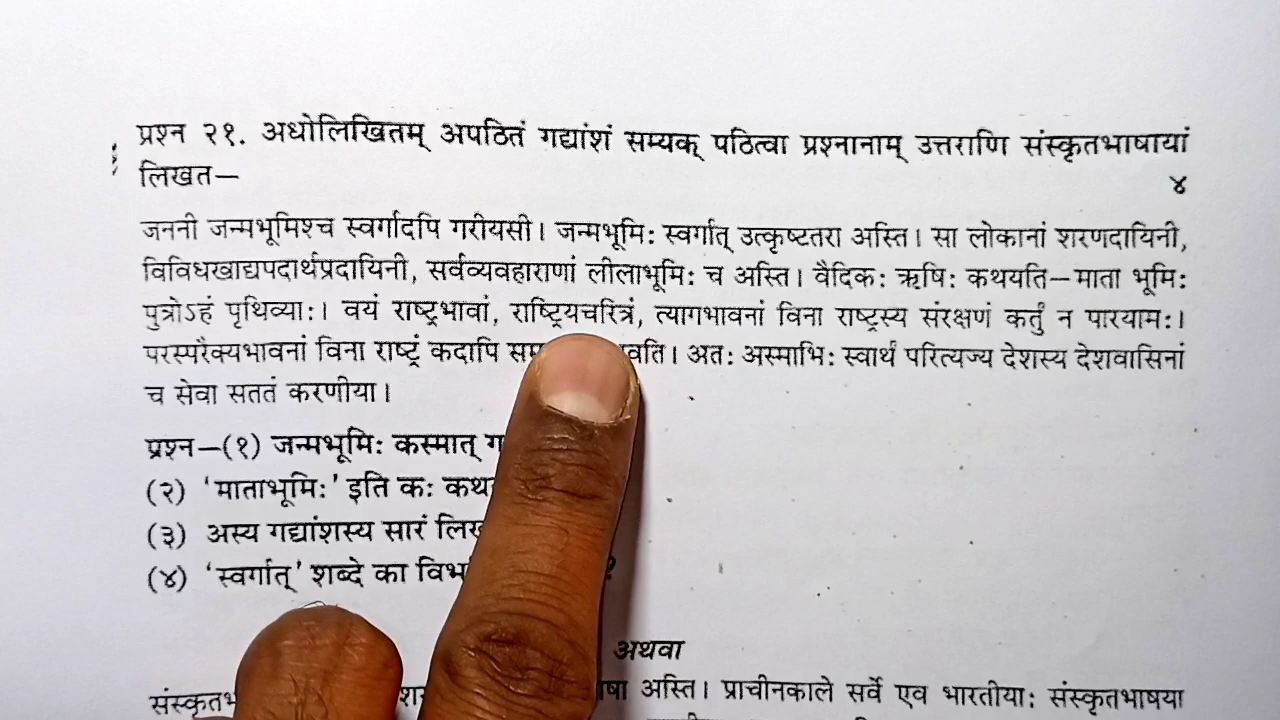 प्रश्न २१. अधोलिखितम् अपठितं गद्यांशं सम्यक् पठित्वा प्रश्नानाम् उत्तराणि संस्कृतभाषायां
लिखत— ४
जननी जन्मभूमिश्च स्वर्गादपि गरीयसी। जन्मभूमिः स्वर्गात् उत्कृष्टतरा अस्ति। सा लोकानां शरणदायिनी,
विविधखाद्यपदार्थप्रदायिनी, सर्वव्यवहाराणां लीलाभूमिः च अस्ति। वैदिकः ऋषिः कथयति—माता भूमिः
पुत्रोऽहं पृथिव्याः। वयं राष्ट्रभावां, राष्ट्रियचरित्रं, त्यागभावनां विना राष्ट्रस्य संरक्षणं कर्तुं न पारयामः।
परस्परैक्यभावनां विना राष्ट्रं कदापि अतः अस्माभिः स्वार्थं परित्यज्य देशस्य देशवासिनां
च सेवा सततं करणीया।
प्रश्न—(१) जन्मभूमिः कस्मात्
(२) 'माताभूमिः' इति कः
(३) अस्य गद्यांशस्य सारं
(४) 'स्वर्गात्' शब्दे का ?
अथवा
अस्ति। प्राचीनकाले सर्वे एव भारतीयाः संस्कृतभाषया